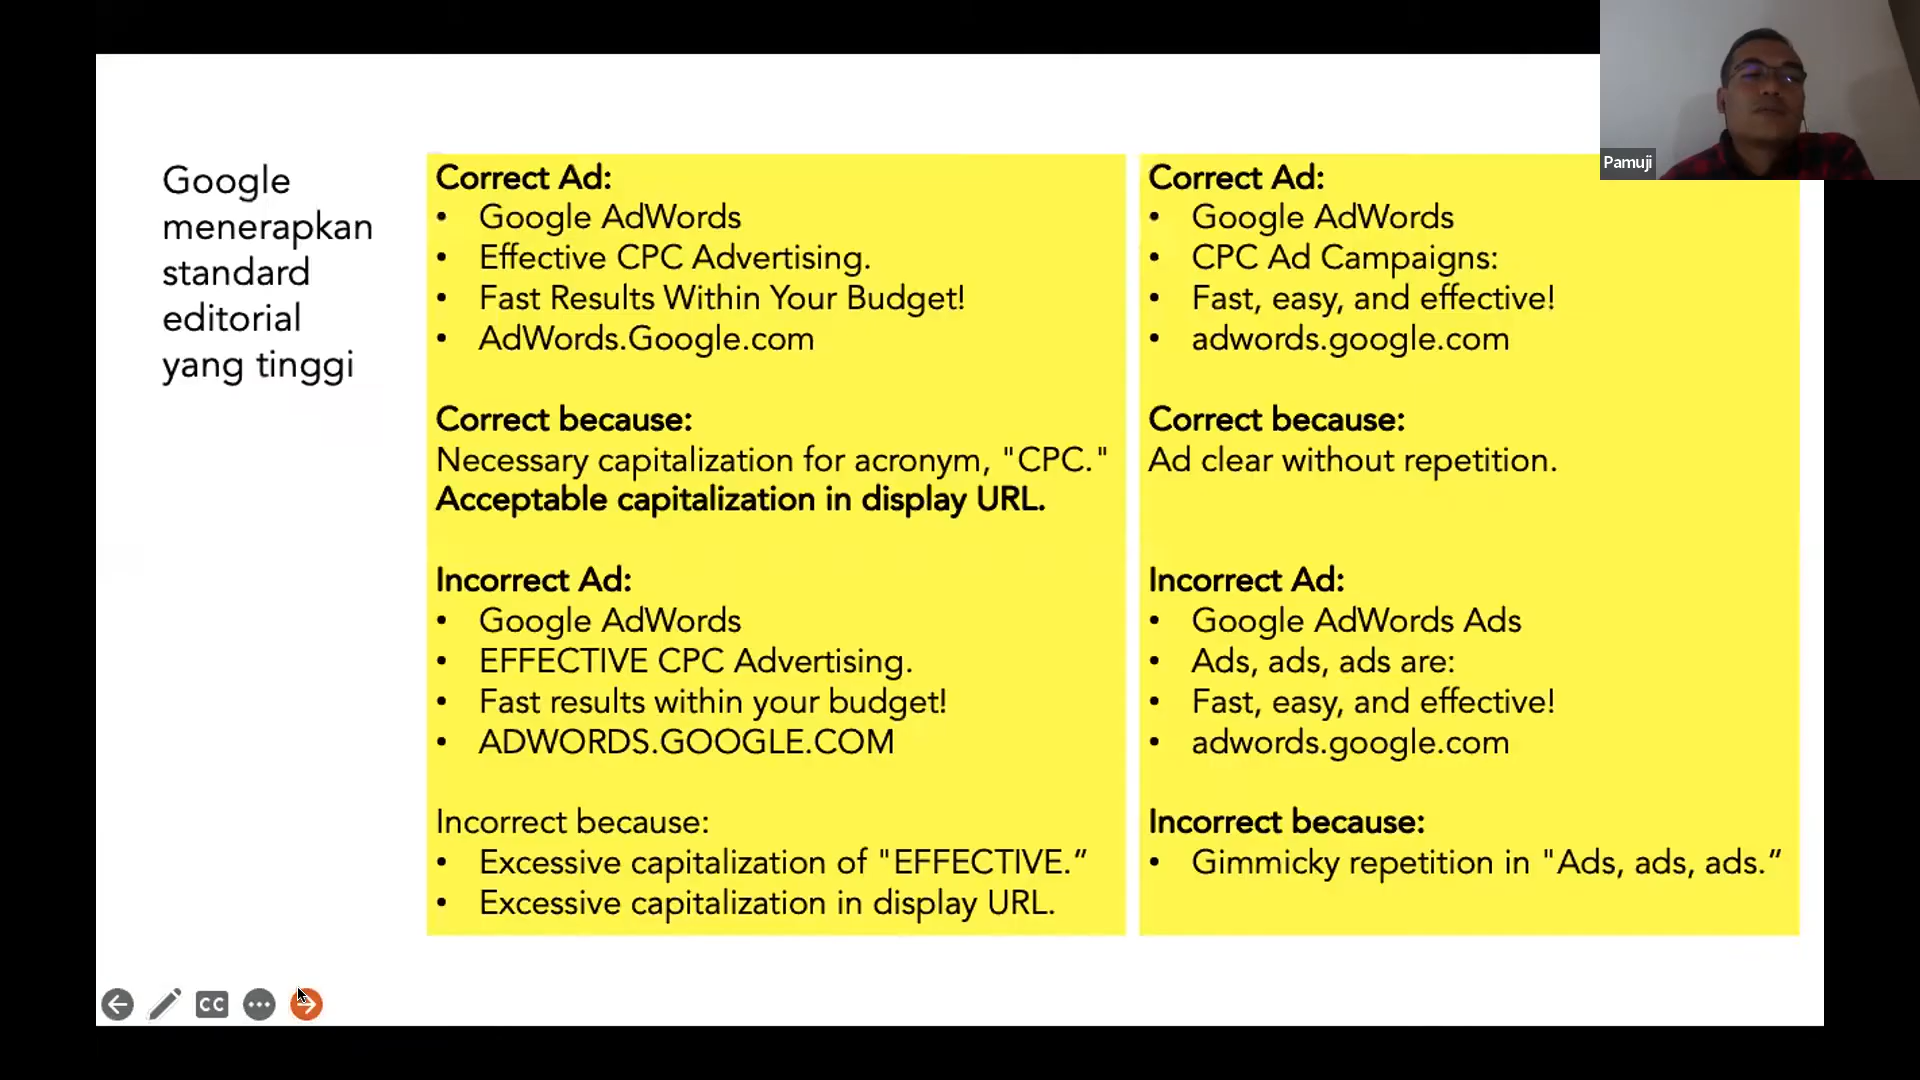 Google
menerapkan
standard
editorial
yang tinggi
Correct Ad:
• Google AdWords
• Effective CPC Advertising.
• Fast Results Within Your Budget!
• AdWords.Google.com
Correct because:
Necessary capitalization for acronym, "CPC."
Acceptable capitalization in display URL.
Incorrect Ad:
• Google AdWords
• EFFECTIVE CPC Advertising.
• Fast results within your budget!
• ADWORDS.GOOGLE.COM
Incorrect because:
• Excessive capitalization of "EFFECTIVE.”
• Excessive capitalization in display URL.
Correct Ad:
• Google AdWords
• CPC Ad Campaigns:
• Fast, easy, and effective!
• adwords.google.com
Correct because:
Ad clear without repetition.
Incorrect Ad:
• Google AdWords Ads
• Ads, ads, ads are:
• Fast, easy, and effective!
• adwords.google.com
Incorrect because:
• Gimmicky repetition in "Ads, ads, ads.”
Pamuji
CC